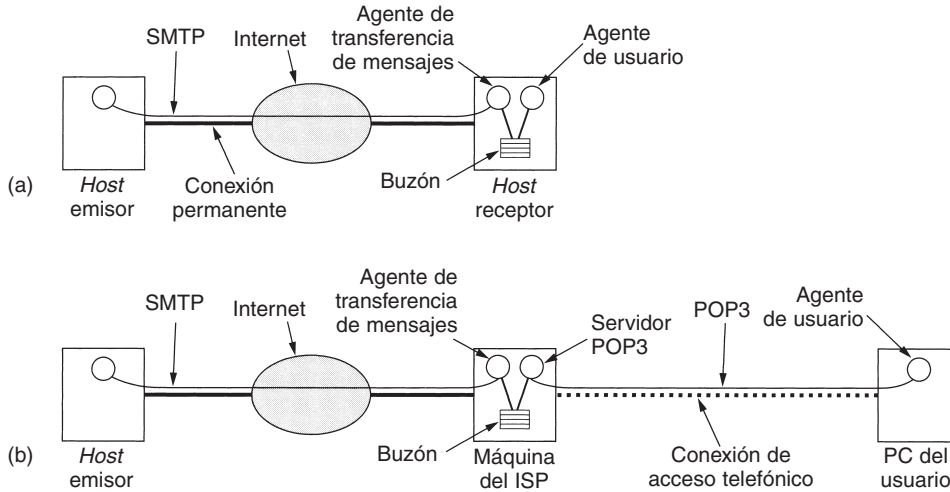 SMTP
Internet
Agente de
transferencia
de mensajes
Agente
de usuario
(a)
Host
emisor
Conexión
permanente
Buzón
Host
receptor
SMTP
Internet
Agente de
transferencia
de mensajes
Servidor
POP3
POP3
Agente
de usuario
(b)
Host
emisor
Buzón
Máquina
del ISP
Conexión de
acceso telefónico
PC del
usuario